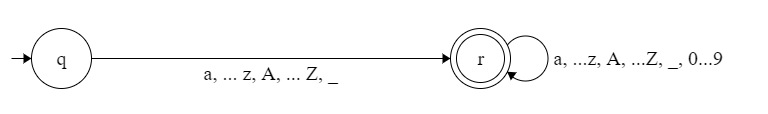 q
r
a, ...z, A, ...Z, _, 0...9
a, ... z, A, ... Z, _